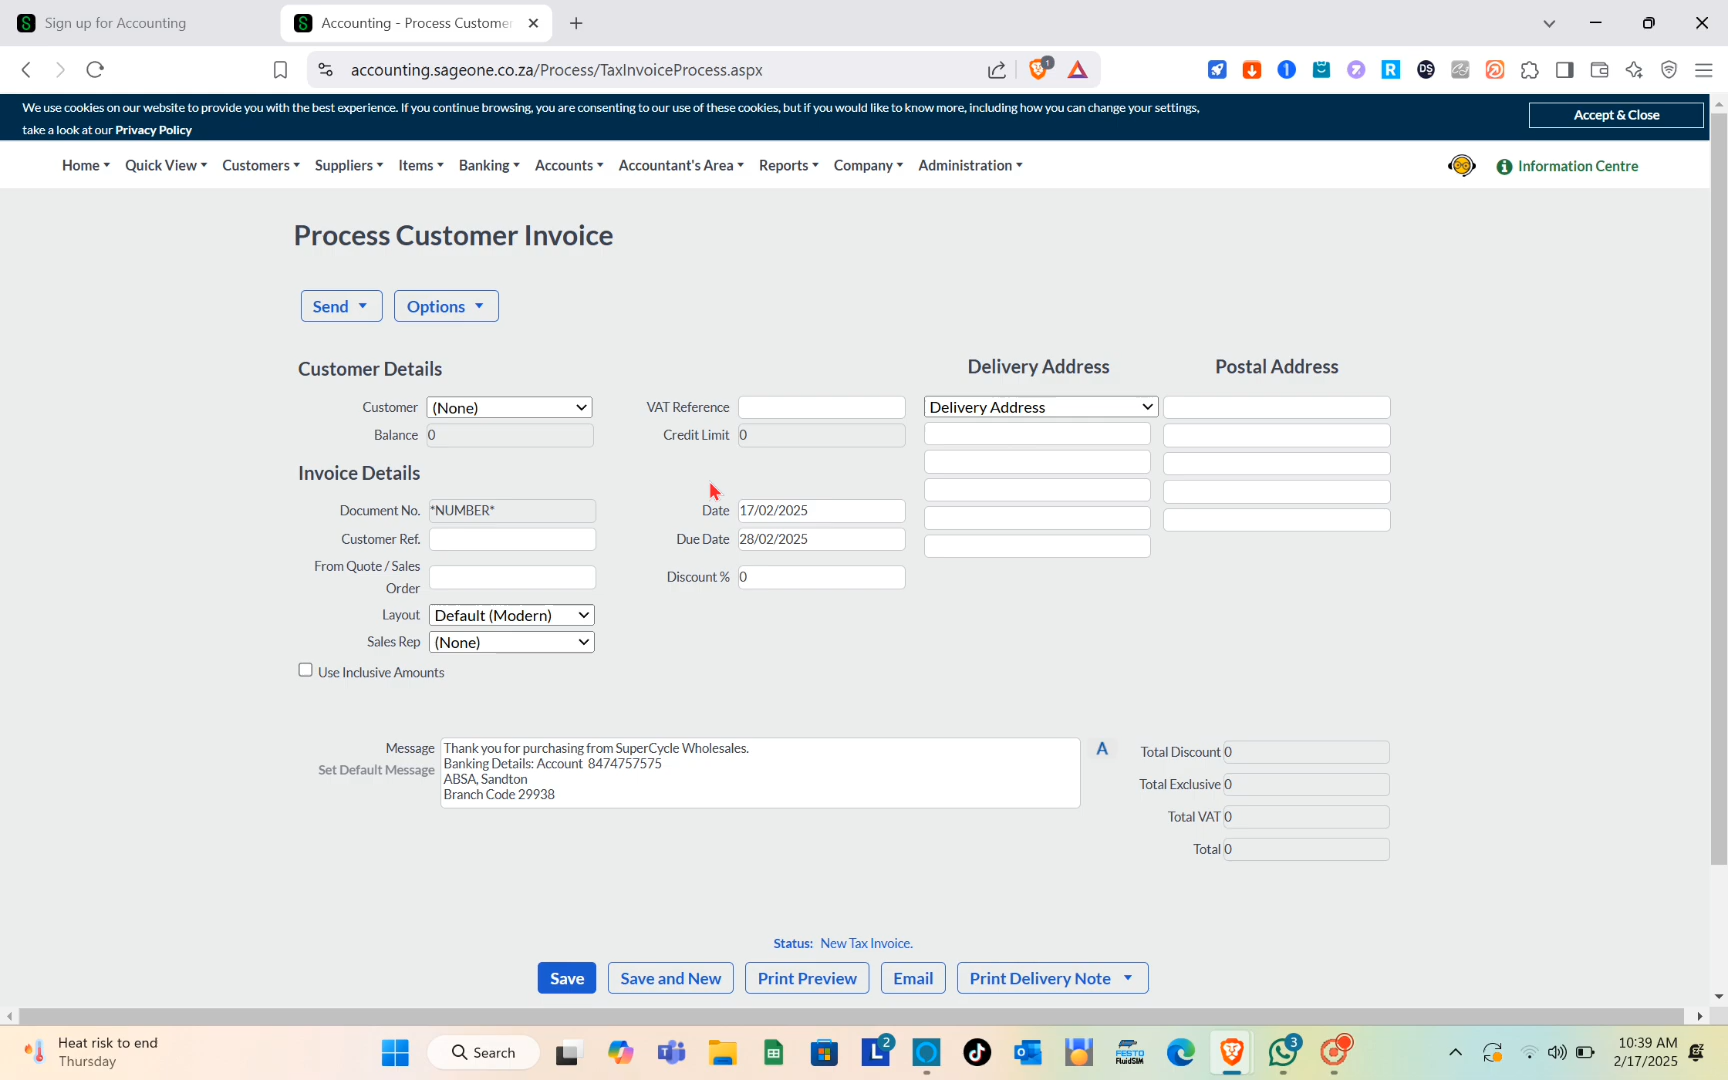 Sign up for Accounting
Accounting - Process Customer
accounting.sageone.co.za/Process/TaxInvoiceProcess.aspx
We use cookies on our website to provide you with the best experience. If you continue browsing, you are consenting to our use of these cookies, but if you would like to know more, including how you can change your settings,
take a look at our Privacy Policy
Accept & Close
Home Quick View Customers Suppliers Items Banking Accounts Accountant's Area Reports Company Administration
Information Centre
Process Customer Invoice
Send Options
Customer Details
Delivery Address
Postal Address
Customer (None)
VAT Reference
Delivery Address
Balance 0
Credit Limit 0
Invoice Details
Document No. *NUMBER*
Date 17/02/2025
Customer Ref.
Due Date 28/02/2025
From Quote / Sales
Order
Discount % 0
Layout Default (Modern)
Sales Rep (None)
Use Inclusive Amounts
Message
Set Default Message
Thank you for purchasing from SuperCycle Wholesales.
Banking Details: Account 8474757575
ABSA, Sandton
Branch Code 29938
A
Total Discount 0
Total Exclusive 0
Total VAT 0
Total 0
Status: New Tax Invoice.
Save Save and New Print Preview Email Print Delivery Note
Heat risk to end
Thursday
Search
10:39 AM
2/17/2025